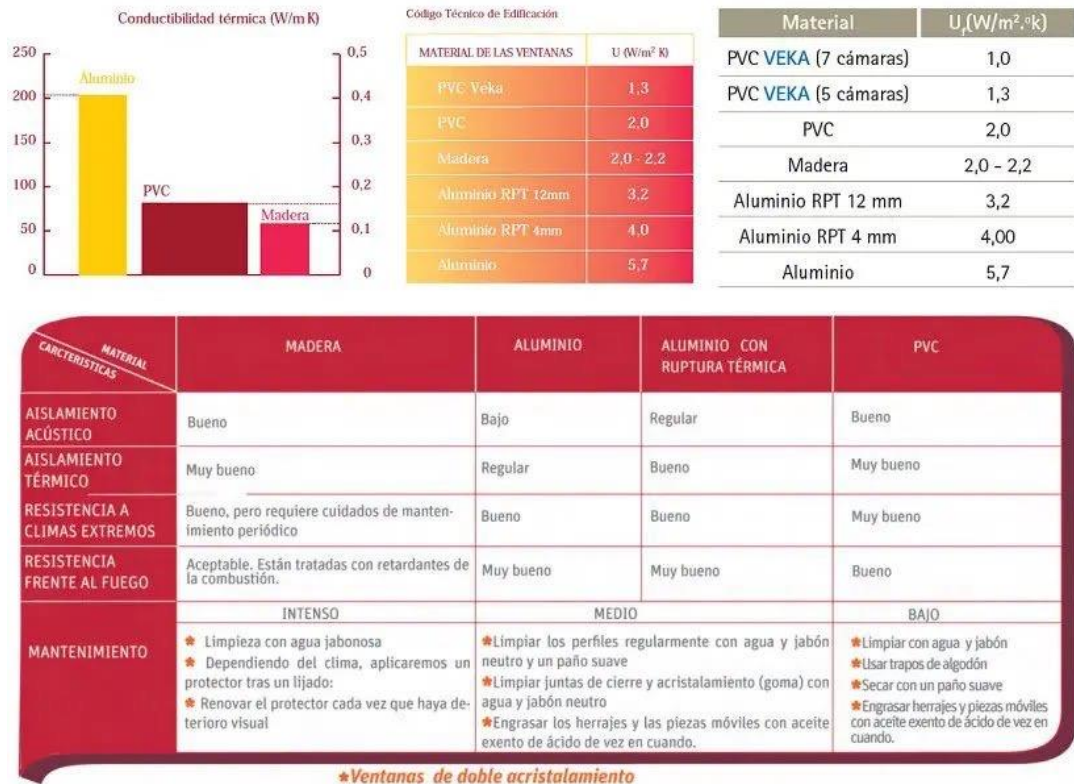 Conductibilidad térmica (W/m K)
250
200
150
100
50
0
Aluminio
PVC
Madera
0,5
0,4
0,3
0,2
0,1
0
Código Técnico de Edificación
MATERIAL DE LAS VENTANAS U (W/m² K)
PVC Veka 1,3
PVC 2,0
Madera 2,0 - 2,2
Aluminio RPT 12mm 3,2
Aluminio RPT 4mm 4,0
Aluminio 5,7
Material Uf(W/m².ºk)
PVC VEKA (7 cámaras) 1,0
PVC VEKA (5 cámaras) 1,3
PVC 2,0
Madera 2,0 - 2,2
Aluminio RPT 12 mm 3,2
Aluminio RPT 4 mm 4,00
Aluminio 5,7
MATERIAL
CARCTERISTICAS
MADERA
ALUMINIO
ALUMINIO CON
RUPTURA TÉRMICA
PVC
AISLAMIENTO
ACÚSTICO
Bueno
Bajo
Regular
Bueno
AISLAMIENTO
TÉRMICO
Muy bueno
Regular
Bueno
Muy bueno
RESISTENCIA A
CLIMAS EXTREMOS
Bueno, pero requiere cuidados de manten-
imiento periódico
Bueno
Bueno
Muy bueno
RESISTENCIA
FRENTE AL FUEGO
Aceptable. Están tratadas con retardantes de
la combustión.
Muy bueno
Muy bueno
Bueno
MANTENIMIENTO
INTENSO
* Limpieza con agua jabonosa
* Dependiendo del clima, aplicaremos un
protector tras un lijado:
* Renovar el protector cada vez que haya de-
terioro visual
MEDIO
*Limpiar los perfiles regularmente con agua y jabón
neutro y un paño suave
*Limpiar juntas de cierre y acristalamiento (goma) con
agua y jabón neutro
*Engrasar los herrajes y las piezas móviles con aceite
exento de ácido de vez en cuando.
BAJO
*Limpiar con agua y jabón
*Usar trapos de algodón
*Secar con un paño suave
*Engrasar herrajes y piezas móviles
con aceite exento de ácido de vez en
cuando.
*Ventanas de doble acristalamiento